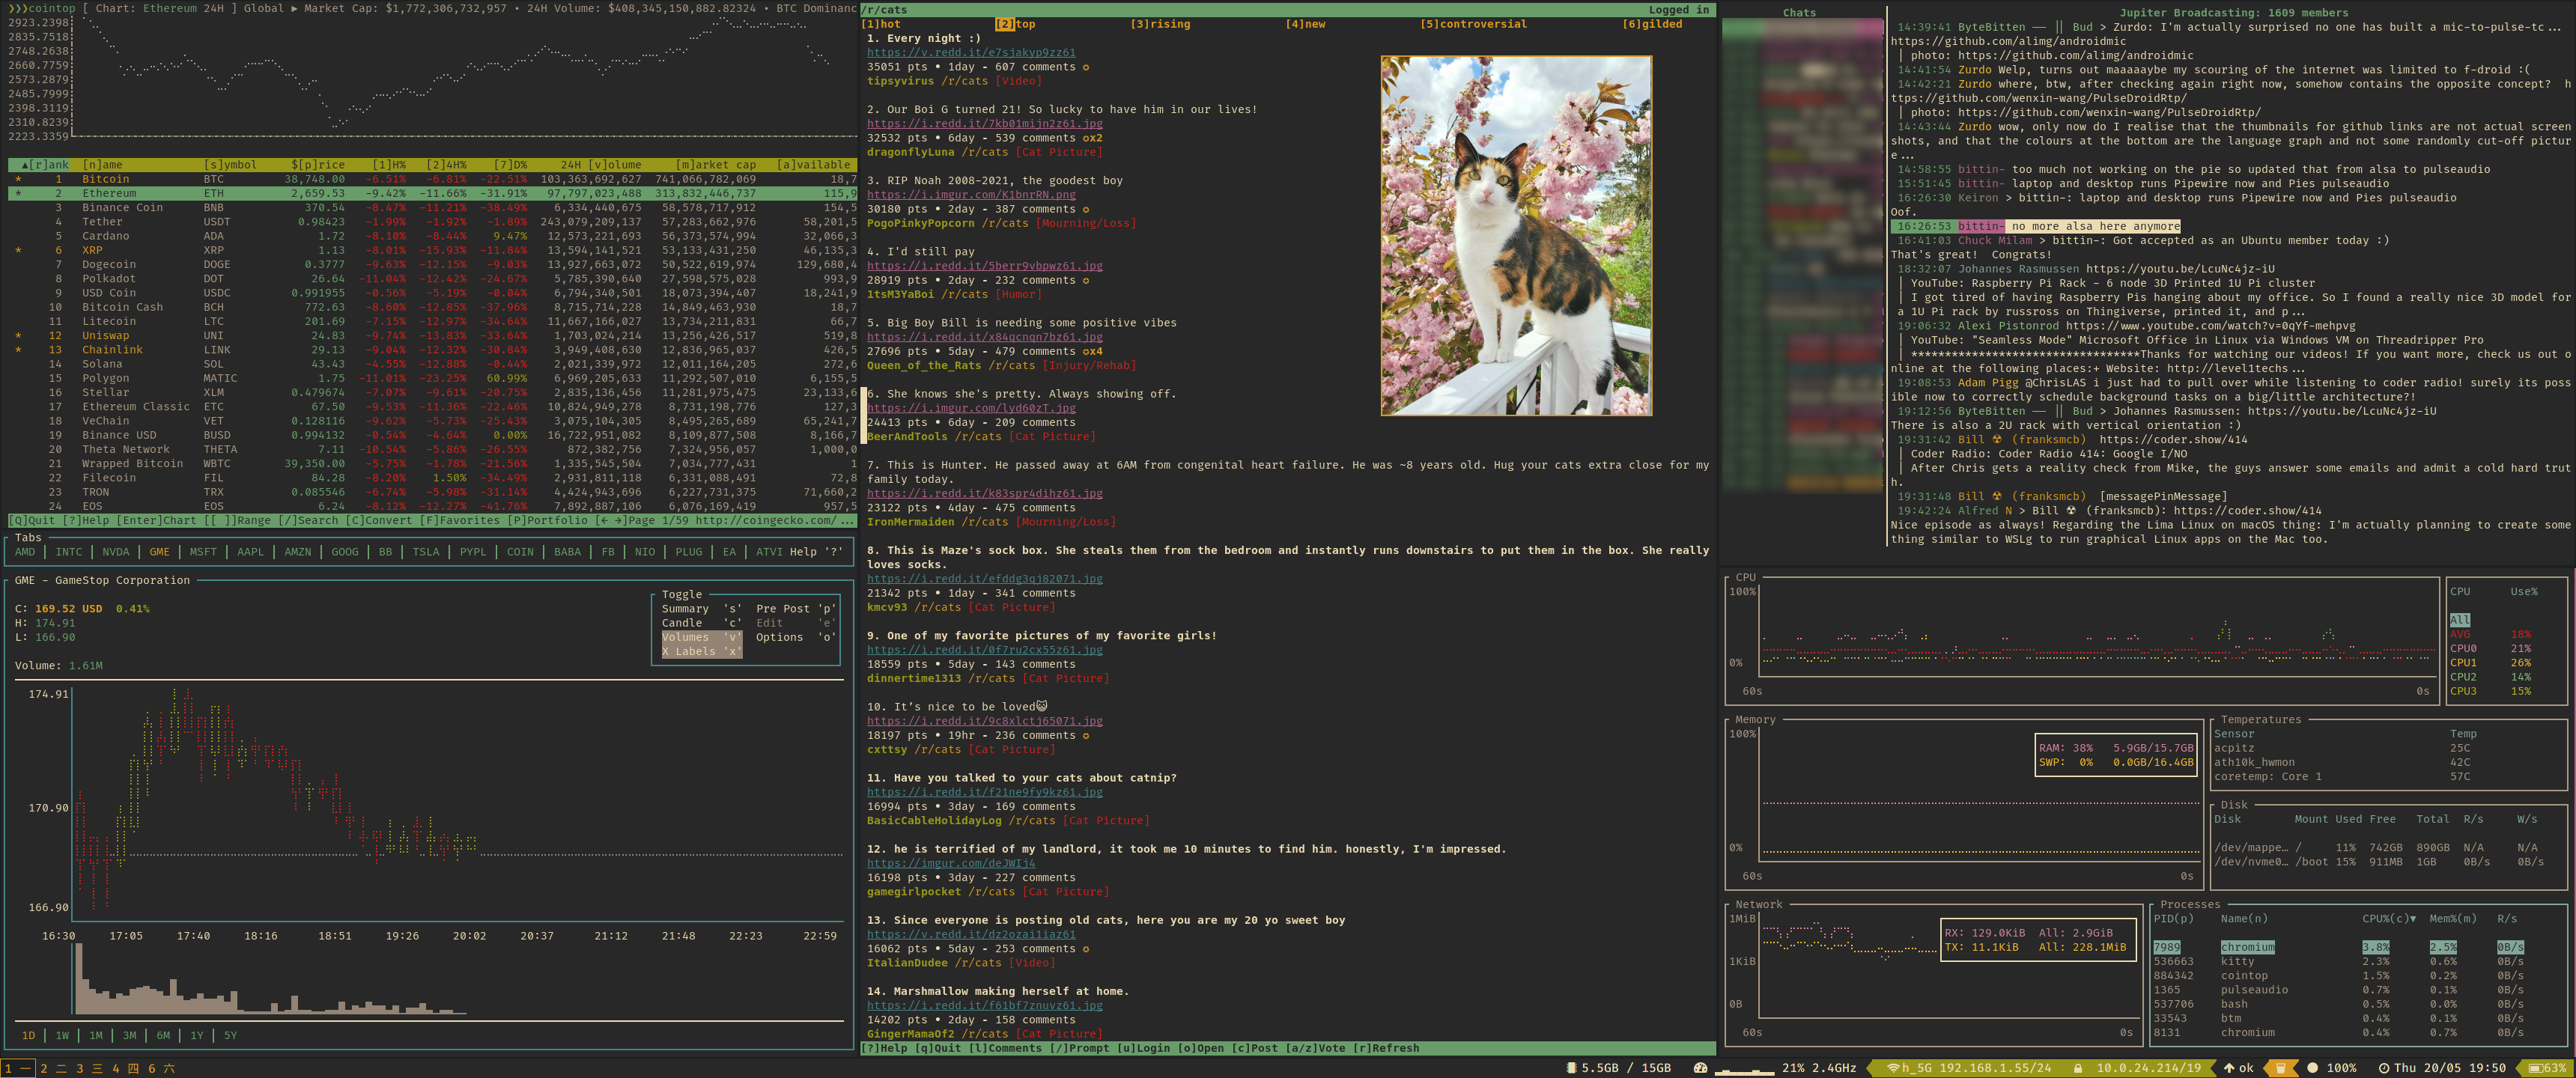 ❯❯❯cointop [ Chart: Ethereum 24H ] Global ▶ Market Cap: $1,772,306,732,957 • 24H Volume: $408,345,150,882.82324 • BTC Dominanc
2923.2398
2835.7518
2748.2638
2660.7759
2573.2879
2485.7999
2398.3119
2310.8239
2223.3359
▲[r]ank [n]ame [s]ymbol $[p]rice [1]H% [2]4H% [7]D% 24H [v]olume [m]arket cap [a]vailable
* 1 Bitcoin BTC 38,748.00 -6.51% -6.81% -22.51% 103,363,692,627 741,066,782,069 18,7
* 2 Ethereum ETH 2,659.53 -9.42% -11.66% -31.91% 97,797,023,488 313,832,446,737 115,9
3 Binance Coin BNB 370.54 -8.47% -11.21% -38.49% 6,334,440,675 58,578,717,912 154,5
4 Tether USDT 0.98423 -1.99% -1.92% -1.89% 243,079,209,137 57,283,662,976 58,201,5
5 Cardano ADA 1.72 -8.10% -8.44% 9.47% 12,573,221,693 56,373,574,994 32,066,3
* 6 XRP XRP 1.13 -8.01% -15.93% -11.84% 13,594,141,521 53,133,431,250 46,135,3
7 Dogecoin DOGE 0.3777 -9.63% -12.15% -9.03% 13,927,663,072 50,522,619,974 129,680,4
8 Polkadot DOT 26.64 -11.04% -12.42% -24.67% 5,785,390,640 27,598,575,028 993,9
9 USD Coin USDC 0.991955 -0.56% -5.19% -0.04% 6,794,340,501 18,073,394,407 18,241,9
10 Bitcoin Cash BCH 772.63 -8.60% -12.85% -37.96% 8,715,714,228 14,849,463,930 18,7
11 Litecoin LTC 201.69 -7.15% -12.97% -34.64% 11,667,166,027 13,734,211,831 66,7
* 12 Uniswap UNI 24.83 -9.74% -13.83% -33.64% 1,703,024,214 13,256,426,517 519,8
* 13 Chainlink LINK 29.13 -9.04% -12.32% -30.84% 3,949,408,630 12,836,965,037 426,5
14 Solana SOL 43.43 -4.55% -12.88% -0.44% 2,021,339,972 12,011,164,205 272,6
15 Polygon MATIC 1.75 -11.01% -23.25% 60.99% 6,969,205,633 11,292,507,010 6,155,5
16 Stellar XLM 0.479674 -7.07% -9.61% -20.75% 2,835,136,456 11,281,975,475 23,133,6
17 Ethereum Classic ETC 67.50 -9.53% -11.36% -22.46% 10,824,949,278 8,731,198,776 127,3
18 VeChain VET 0.128116 -9.62% -5.73% -25.43% 3,075,104,305 8,495,265,689 65,241,7
19 Binance USD BUSD 0.994132 -0.54% -4.64% 0.00% 16,722,951,082 8,109,877,508 8,166,7
20 Theta Network THETA 7.11 -10.54% -5.86% -26.55% 872,382,756 7,324,956,057 1,000,0
21 Wrapped Bitcoin WBTC 39,350.00 -5.75% -1.78% -21.56% 1,335,545,504 7,034,777,431 1
22 Filecoin FIL 84.28 -8.20% 1.50% -34.49% 2,931,811,118 6,331,088,491 72,8
23 TRON TRX 0.085546 -6.74% -5.98% -31.14% 4,424,943,696 6,227,731,375 71,660,2
24 EOS EOS 6.24 -8.12% -12.27% -41.76% 7,892,887,106 6,076,169,419 957,5
[Q]Quit [?]Help [Enter]Chart [[ ]]Range [/]Search [C]Convert [F]Favorites [P]Portfolio [← →]Page 1/59 http://coingecko.com/...
Tabs
AMD | INTC | NVDA | GME | MSFT | AAPL | AMZN | GOOG | BB | TSLA | PYPL | COIN | BABA | FB | NIO | PLUG | EA | ATVI Help '?'
GME - GameStop Corporation
C: 169.52 USD 0.41%
H: 174.91
L: 166.90
Volume: 1.61M
Toggle
Summary 's' Pre Post 'p'
Candle 'c' Edit 'e'
Volumes 'v' Options 'o'
X Labels 'x'
174.91
170.90
166.90
16:30 17:05 17:40 18:16 18:51 19:26 20:02 20:37 21:12 21:48 22:23 22:59
1D | 1W | 1M | 3M | 6M | 1Y | 5Y
/r/cats Logged in
[1]hot [2]top [3]rising [4]new [5]controversial [6]gilded
1. Every night :)
https://v.redd.it/e7sjakyp9zz61
35051 pts • 1day - 607 comments ✪
tipsyvirus /r/cats [Video]
2. Our Boi G turned 21! So lucky to have him in our lives!
https://i.redd.it/7kb01mijn2z61.jpg
32532 pts • 6day - 539 comments ✪x2
dragonflyLuna /r/cats [Cat Picture]
3. RIP Noah 2008-2021, the goodest boy
https://i.imgur.com/K1bnrRN.png
30180 pts • 2day - 387 comments ✪
PogoPinkyPopcorn /r/cats [Mourning/Loss]
4. I'd still pay
https://i.redd.it/5berr9vbpwz61.jpg
28919 pts • 2day - 232 comments ✪
1tsM3YaBoi /r/cats [Humor]
5. Big Boy Bill is needing some positive vibes
https://i.redd.it/x84qcnqn7bz61.jpg
27696 pts • 5day - 479 comments ✪x4
Queen_of_the_Rats /r/cats [Injury/Rehab]
6. She knows she's pretty. Always showing off.
https://i.imgur.com/lyd60zT.jpg
24413 pts • 6day - 209 comments
BeerAndTools /r/cats [Cat Picture]
7. This is Hunter. He passed away at 6AM from congenital heart failure. He was ~8 years old. Hug your cats extra close for my
family today.
https://i.redd.it/k83spr4dihz61.jpg
23122 pts • 4day - 475 comments
IronMermaiden /r/cats [Mourning/Loss]
8. This is Maze's sock box. She steals them from the bedroom and instantly runs downstairs to put them in the box. She really
loves socks.
https://i.redd.it/efddg3qj82071.jpg
21342 pts • 1day - 341 comments
kmcv93 /r/cats [Cat Picture]
9. One of my favorite pictures of my favorite girls!
https://i.redd.it/0f7ru2cx55z61.jpg
18559 pts • 5day - 143 comments
dinnertime1313 /r/cats [Cat Picture]
10. It's nice to be loved😺
https://i.redd.it/9c8xlctj65071.jpg
18197 pts • 19hr - 236 comments ✪
cxttsy /r/cats [Cat Picture]
11. Have you talked to your cats about catnip?
https://i.redd.it/f21ne9fy9kz61.jpg
16994 pts • 3day - 169 comments
BasicCableHolidayLog /r/cats [Cat Picture]
12. he is terrified of my landlord, it took me 10 minutes to find him. honestly, I'm impressed.
https://imgur.com/deJWIj4
16198 pts • 3day - 227 comments
gamegirlpocket /r/cats [Cat Picture]
13. Since everyone is posting old cats, here you are my 20 yo sweet boy
https://v.redd.it/dz2ozai1iaz61
16062 pts • 5day - 253 comments ✪
ItalianDudee /r/cats [Video]
14. Marshmallow making herself at home.
https://i.redd.it/f61bf7znuvz61.jpg
14202 pts • 2day - 158 comments
GingerMamaOf2 /r/cats [Cat Picture]
[?]Help [q]Quit [l]Comments [/]Prompt [u]Login [o]Open [c]Post [a/z]Vote [r]Refresh
Chats
Jupiter Broadcasting: 1609 members
14:39:41 ByteBitten —— ║ Bud > Zurdo: I'm actually surprised no one has built a mic-to-pulse-tc...
https://github.com/alimg/androidmic
| photo: https://github.com/alimg/androidmic
14:41:54 Zurdo Welp, turns out maaaaaybe my scouring of the internet was limited to f-droid :(
14:42:21 Zurdo where, btw, after checking again right now, somehow contains the opposite concept? h
ttps://github.com/wenxin-wang/PulseDroidRtp/
| photo: https://github.com/wenxin-wang/PulseDroidRtp/
14:43:44 Zurdo wow, only now do I realise that the thumbnails for github links are not actual screen
shots, and that the colours at the bottom are the language graph and not some randomly cut-off pictur
e...
14:58:55 bittin- too much not working on the pie so updated that from alsa to pulseaudio
15:51:45 bittin- laptop and desktop runs Pipewire now and Pies pulseaudio
16:26:30 Keiron > bittin-: laptop and desktop runs Pipewire now and Pies pulseaudio
Oof.
16:26:53 bittin- no more alsa here anymore
16:41:03 Chuck Milam > bittin-: Got accepted as an Ubuntu member today :)
That's great! Congrats!
18:32:07 Johannes Rasmussen https://youtu.be/LcuNc4jz-iU
| YouTube: Raspberry Pi Rack - 6 node 3D Printed 1U Pi cluster
| I got tired of having Raspberry Pis hanging about my office. So I found a really nice 3D model for
a 1U Pi rack by russross on Thingiverse, printed it, and p...
19:06:32 Alexi Pistonrod https://www.youtube.com/watch?v=0qYf-mehpvg
| YouTube: "Seamless Mode" Microsoft Office in Linux via Windows VM on Threadripper Pro
| **********************************Thanks for watching our videos! If you want more, check us out o
nline at the following places:+ Website: http://level1techs...
19:08:53 Adam Pigg @ChrisLAS i just had to pull over while listening to coder radio! surely its poss
ible now to correctly schedule background tasks on a big/little architecture?!
19:12:56 ByteBitten —— ║ Bud > Johannes Rasmussen: https://youtu.be/LcuNc4jz-iU
There is also a 2U rack with vertical orientation :)
19:31:42 Bill ☢ (franksmcb) https://coder.show/414
| Coder Radio: Coder Radio 414: Google I/NO
| After Chris gets a reality check from Mike, the guys answer some emails and admit a cold hard trut
h.
19:31:48 Bill ☢ (franksmcb) [messagePinMessage]
19:42:24 Alfred N > Bill ☢ (franksmcb): https://coder.show/414
Nice episode as always! Regarding the Lima Linux on macOS thing: I'm actually planning to create some
thing similar to WSLg to run graphical Linux apps on the Mac too.
CPU
100%
0%
60s 0s
CPU Use%
All
AVG 18%
CPU0 21%
CPU1 26%
CPU2 14%
CPU3 15%
Memory
100%
RAM: 38% 5.9GB/15.7GB
SWP: 0% 0.0GB/16.4GB
0%
60s 0s
Temperatures
Sensor Temp
acpitz 25C
ath10k_hwmon 42C
coretemp: Core 1 57C
Disk
Disk Mount Used Free Total R/s W/s
/dev/mappe… / 11% 742GB 890GB N/A N/A
/dev/nvme0… /boot 15% 911MB 1GB 0B/s 0B/s
Network
1MiB
RX: 129.0KiB All: 2.9GiB
TX: 11.1KiB All: 228.1MiB
1KiB
0B
60s 0s
Processes
PID(p) Name(n) CPU%(c)▼ Mem%(m) R/s
7989 chromium 3.8% 2.5% 0B/s
536663 kitty 2.3% 0.6% 0B/s
884342 cointop 1.5% 0.2% 0B/s
1365 pulseaudio 0.7% 0.1% 0B/s
537706 bash 0.5% 0.0% 0B/s
33543 btm 0.4% 0.1% 0B/s
8131 chromium 0.4% 0.7% 0B/s
1 一 2 二 3 三 4 四 6 六
5.5GB / 15GB 21% 2.4GHz h_5G 192.168.1.55/24 10.0.24.214/19 ok 100% Thu 20/05 19:50 63%